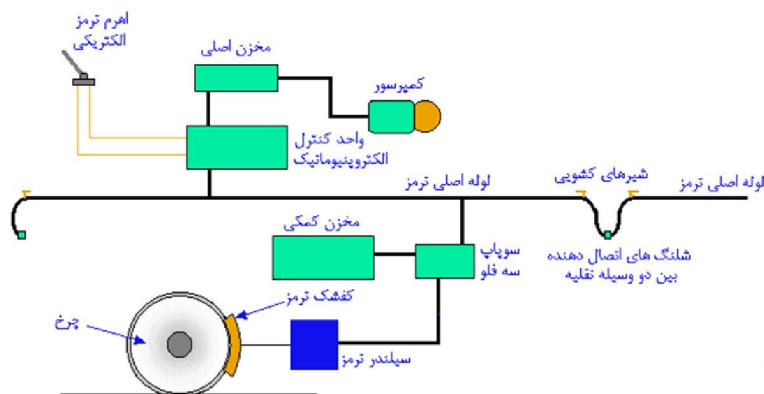 اهرم ترمز
الکتریکی
مخزن اصلی
کمپرسور
واحد کنترل
الکتروپنیوماتیک
لوله اصلی ترمز
شیرهای کشویی
لوله اصلی ترمز
مخزن کمکی
سوپاپ
سه فلو
شلنگ های اتصال دهنده
بین دو وسیله نقلیه
کفشک ترمز
چرخ
سیلندر ترمز